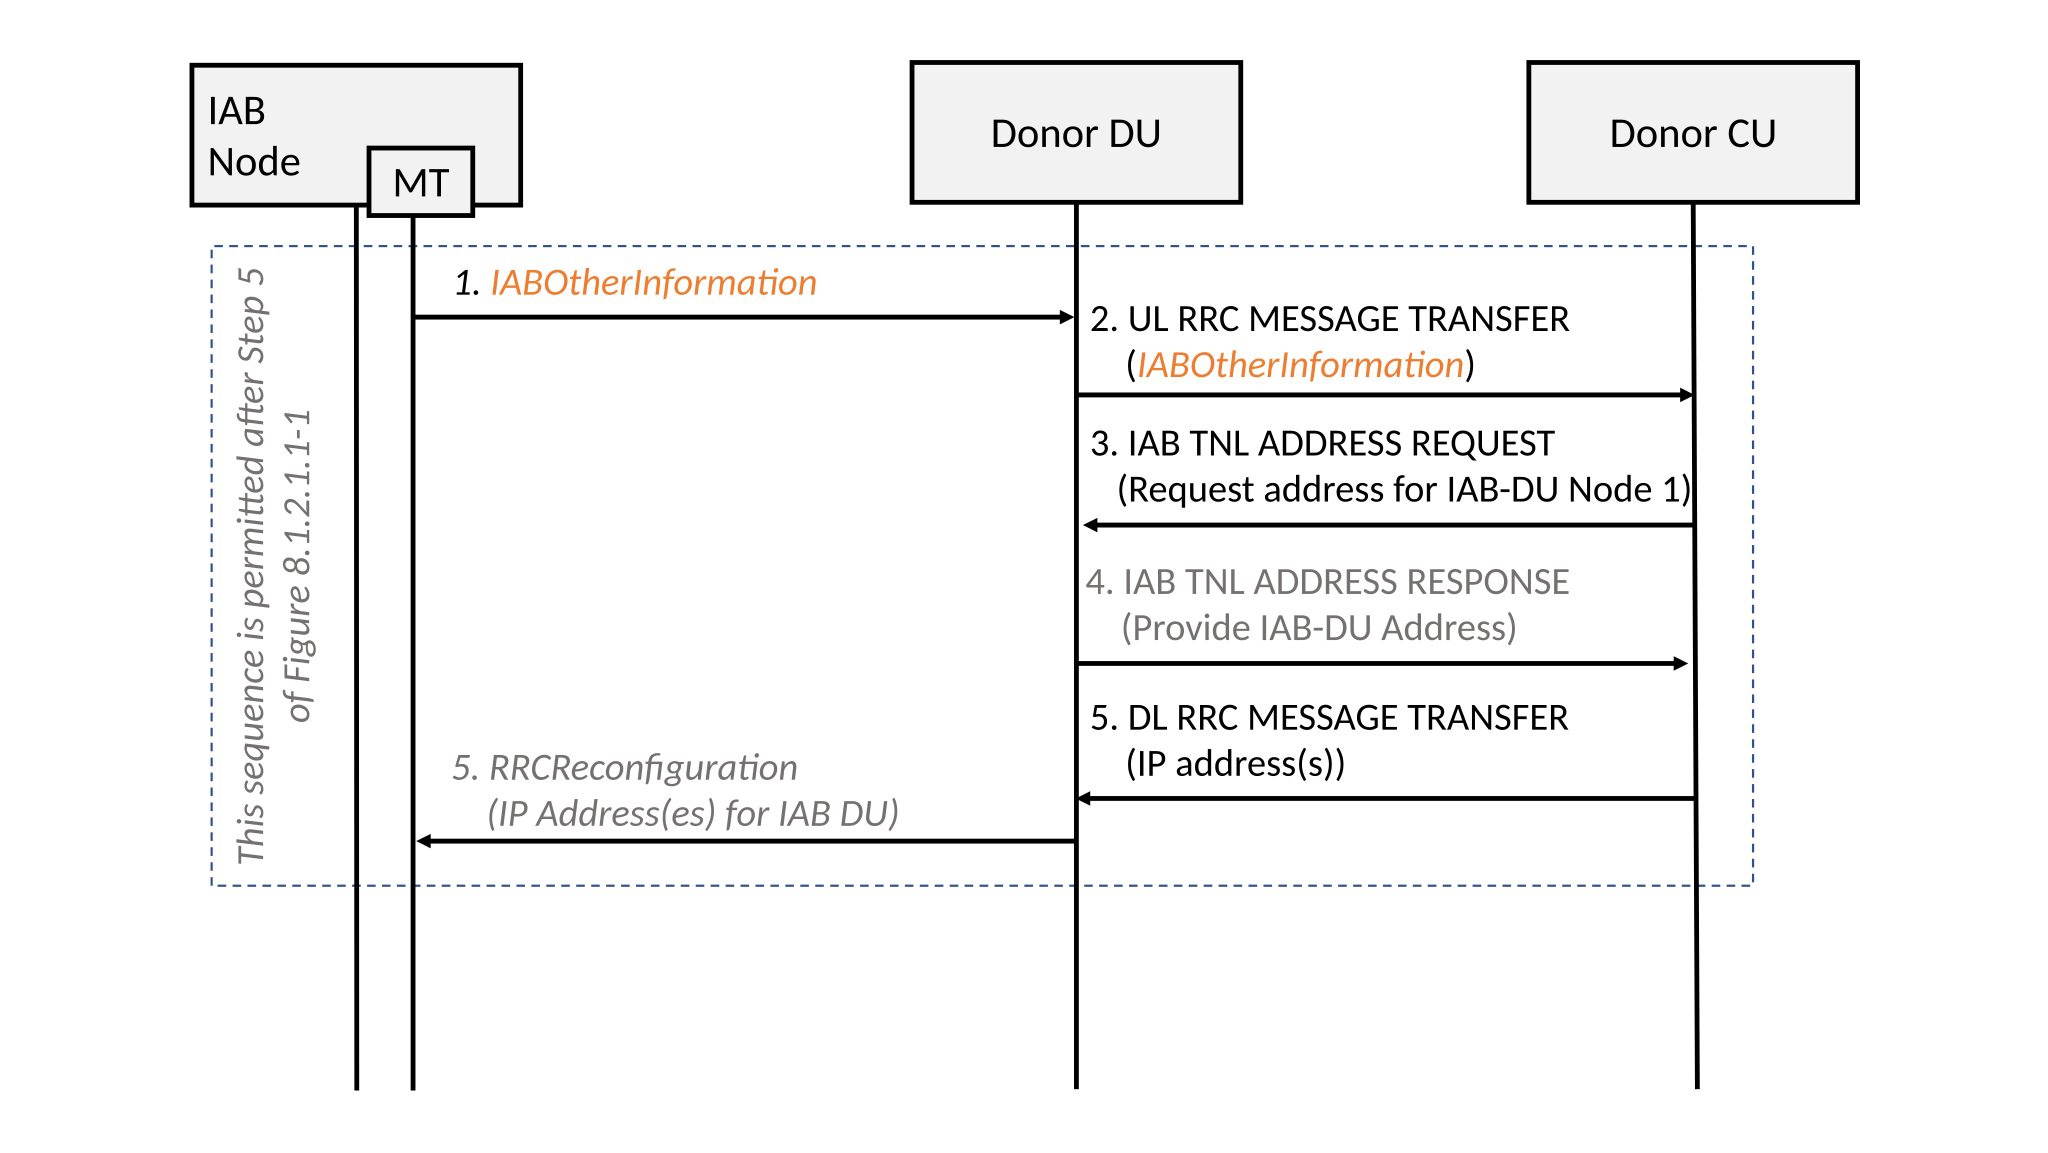 IAB
Node
MT
Donor DU
Donor CU
This sequence is permitted after Step 5
of Figure 8.1.2.1.11-1
1. IABOtherInformation
2. UL RRC MESSAGE TRANSFER
(IABOtherInformation)
3. IAB TNL ADDRESS REQUEST
(Request address for IAB-DU Node 1)
4. IAB TNL ADDRESS RESPONSE
(Provide IAB-DU Address)
5. DL RRC MESSAGE TRANSFER
(IP address(s))
5. RRCReconfiguration
(IP Address(es) for IAB DU)